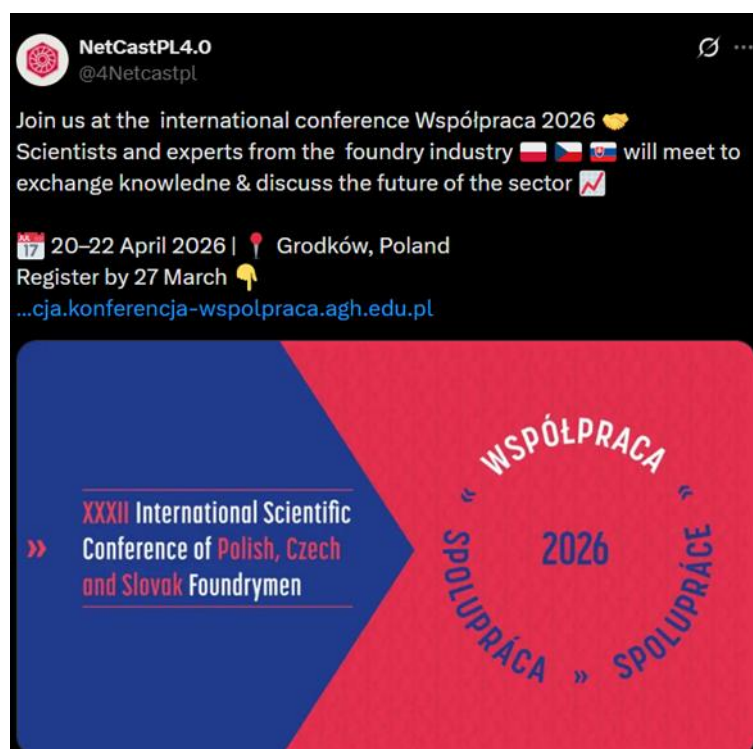 NetCastPL4.0
@4Netcastpl
Join us at the international conference Współpraca 2026 🤝
Scientists and experts from the foundry industry 🇵🇱 🇨🇿 🇸🇰 will meet to
exchange knowledne & discuss the future of the sector 📈
📅 20–22 April 2026 | 📍 Grodków, Poland
Register by 27 March 👇
...cja.konferencja-wspolpraca.agh.edu.pl
XXXII International Scientific
Conference of Polish, Czech
and Slovak Foundrymen
WSPÓŁPRACA
2026
SPOLUPRÁCA
SPOLUPRÁCE